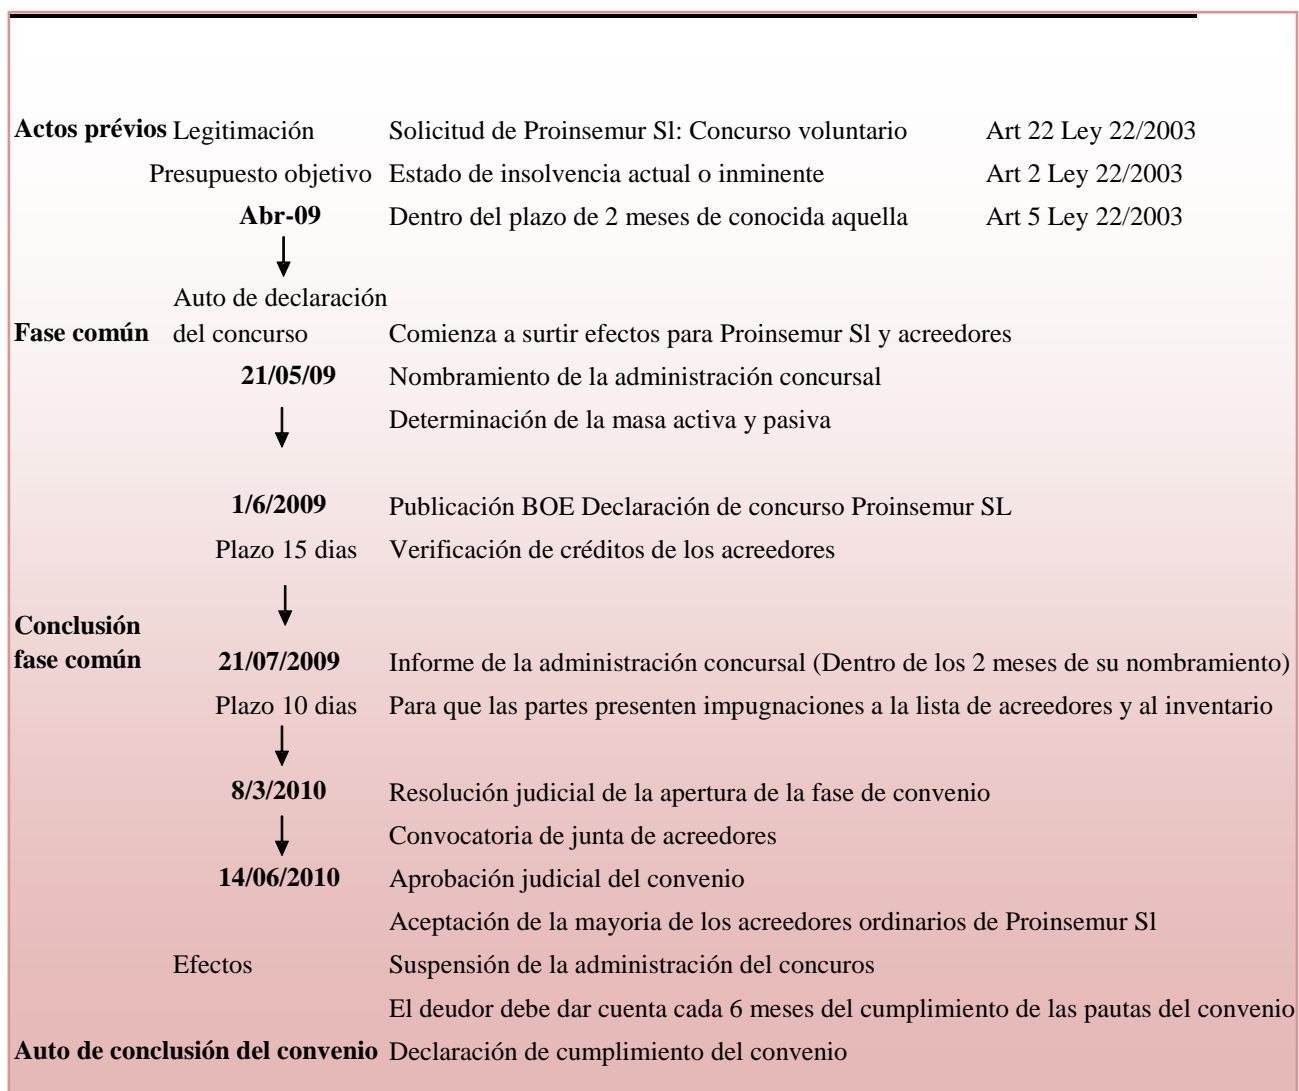 Actos prévios Legitimación Solicitud de Proinsemur Sl: Concurso voluntario Art 22 Ley 22/2003
Presupuesto objetivo Estado de insolvencia actual o inminente Art 2 Ley 22/2003
Abr-09 Dentro del plazo de 2 meses de conocida aquella Art 5 Ley 22/2003
Auto de declaración
Fase común del concurso Comienza a surtir efectos para Proinsemur Sl y acreedores
21/05/09 Nombramiento de la administración concursal
Determinación de la masa activa y pasiva
1/6/2009 Publicación BOE Declaración de concurso Proinsemur SL
Plazo 15 dias Verificación de créditos de los acreedores
Conclusión
fase común 21/07/2009 Informe de la administración concursal (Dentro de los 2 meses de su nombramiento)
Plazo 10 dias Para que las partes presenten impugnaciones a la lista de acreedores y al inventario
8/3/2010 Resolución judicial de la apertura de la fase de convenio
Convocatoria de junta de acreedores
14/06/2010 Aprobación judicial del convenio
Aceptación de la mayoria de los acreedores ordinarios de Proinsemur Sl
Efectos Suspensión de la administración del concuros
El deudor debe dar cuenta cada 6 meses del cumplimiento de las pautas del convenio
Auto de conclusión del convenio Declaración de cumplimiento del convenio